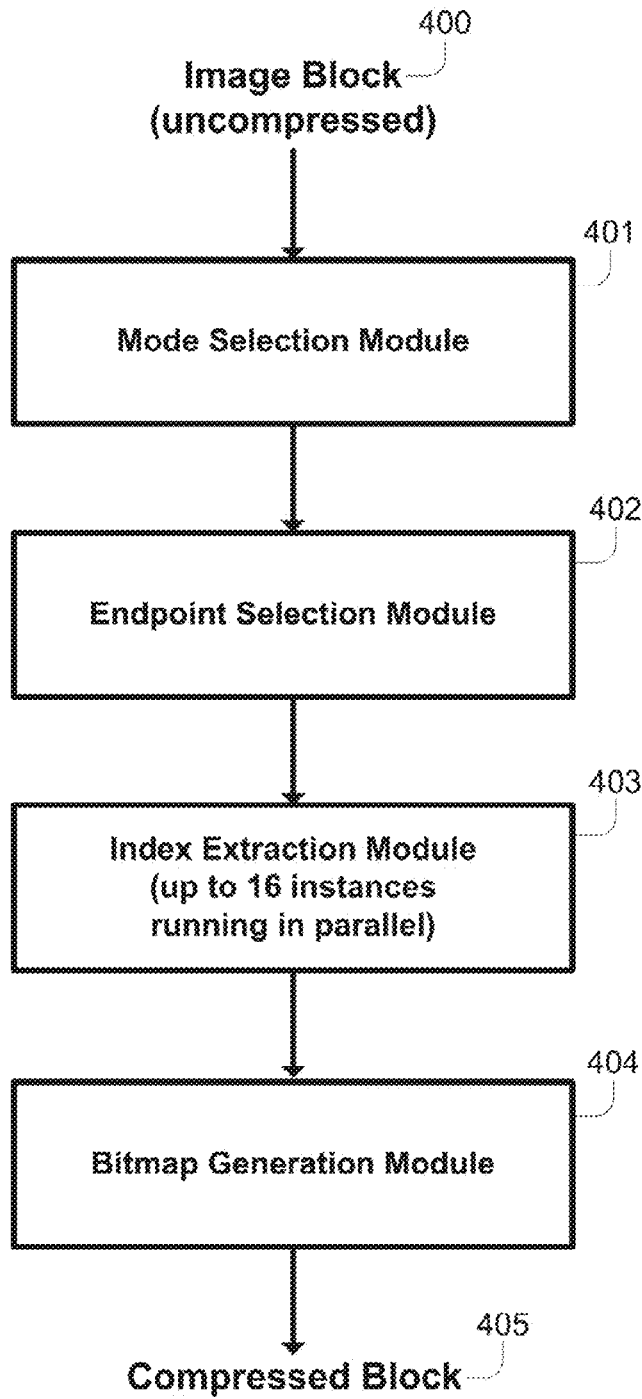 400
Image Block
(uncompressed)
401
Mode Selection Module
402
Endpoint Selection Module
403
Index Extraction Module
(up to 16 instances
running in parallel)
404
Bitmap Generation Module
405
Compressed Block